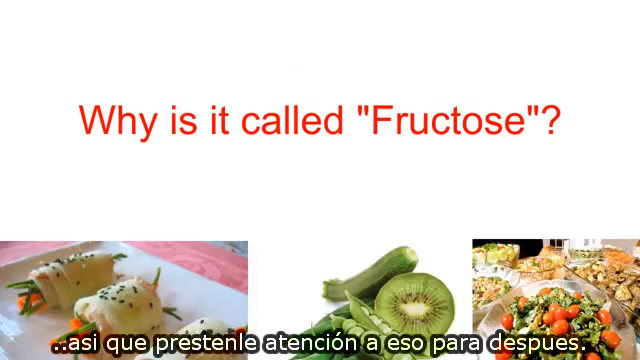 Why is it called "Fructose"?
..asi que prestenle atención a eso para despues.